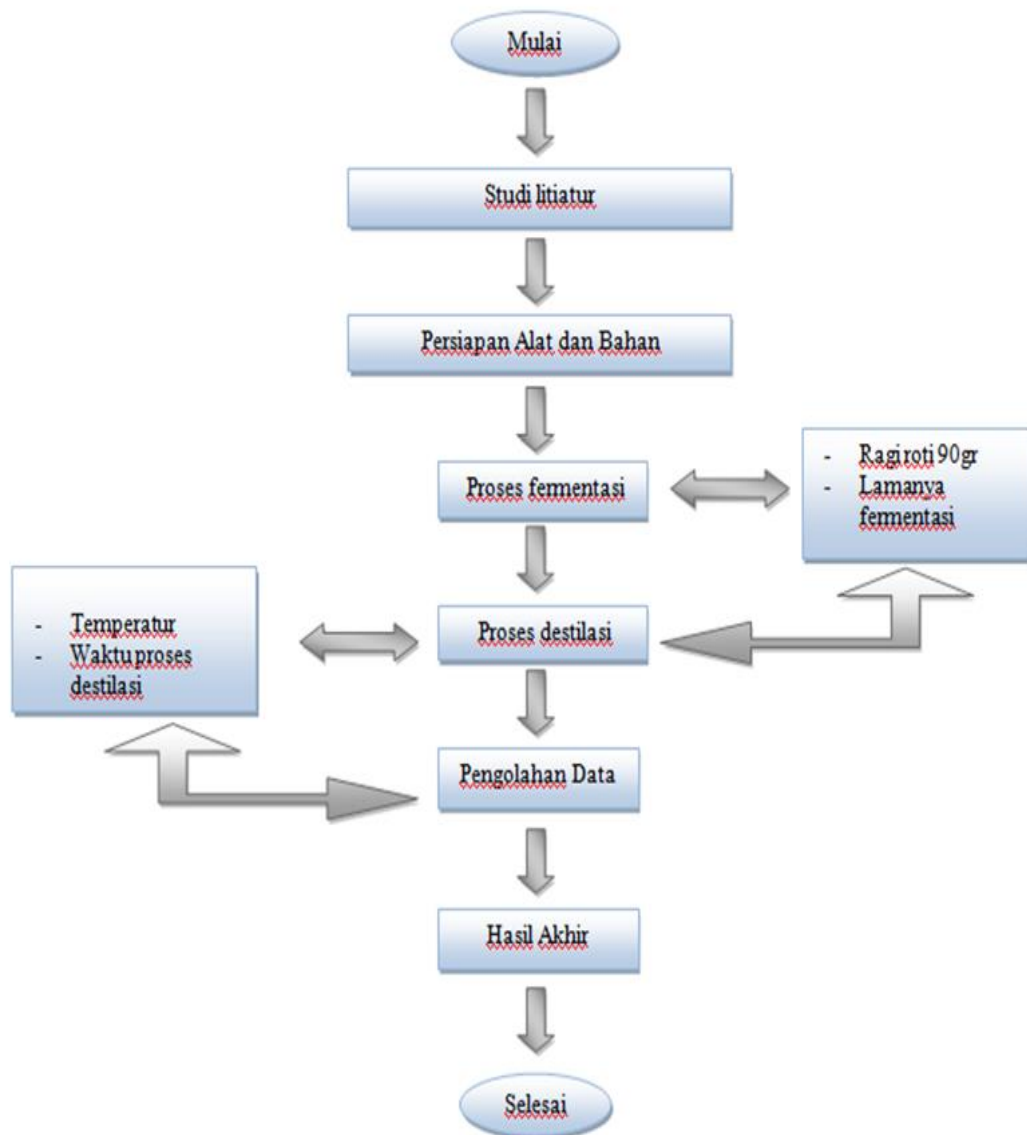 Mulai
Studi litiatur
Persiapan Alat dan Bahan
Proses fermentasi
- Ragi roti 90gr
- Lamanya
fermentasi
Proses destilasi
- Temperatur
- Waktu proses
destilasi
Pengolahan Data
Hasil Akhir
Selesai